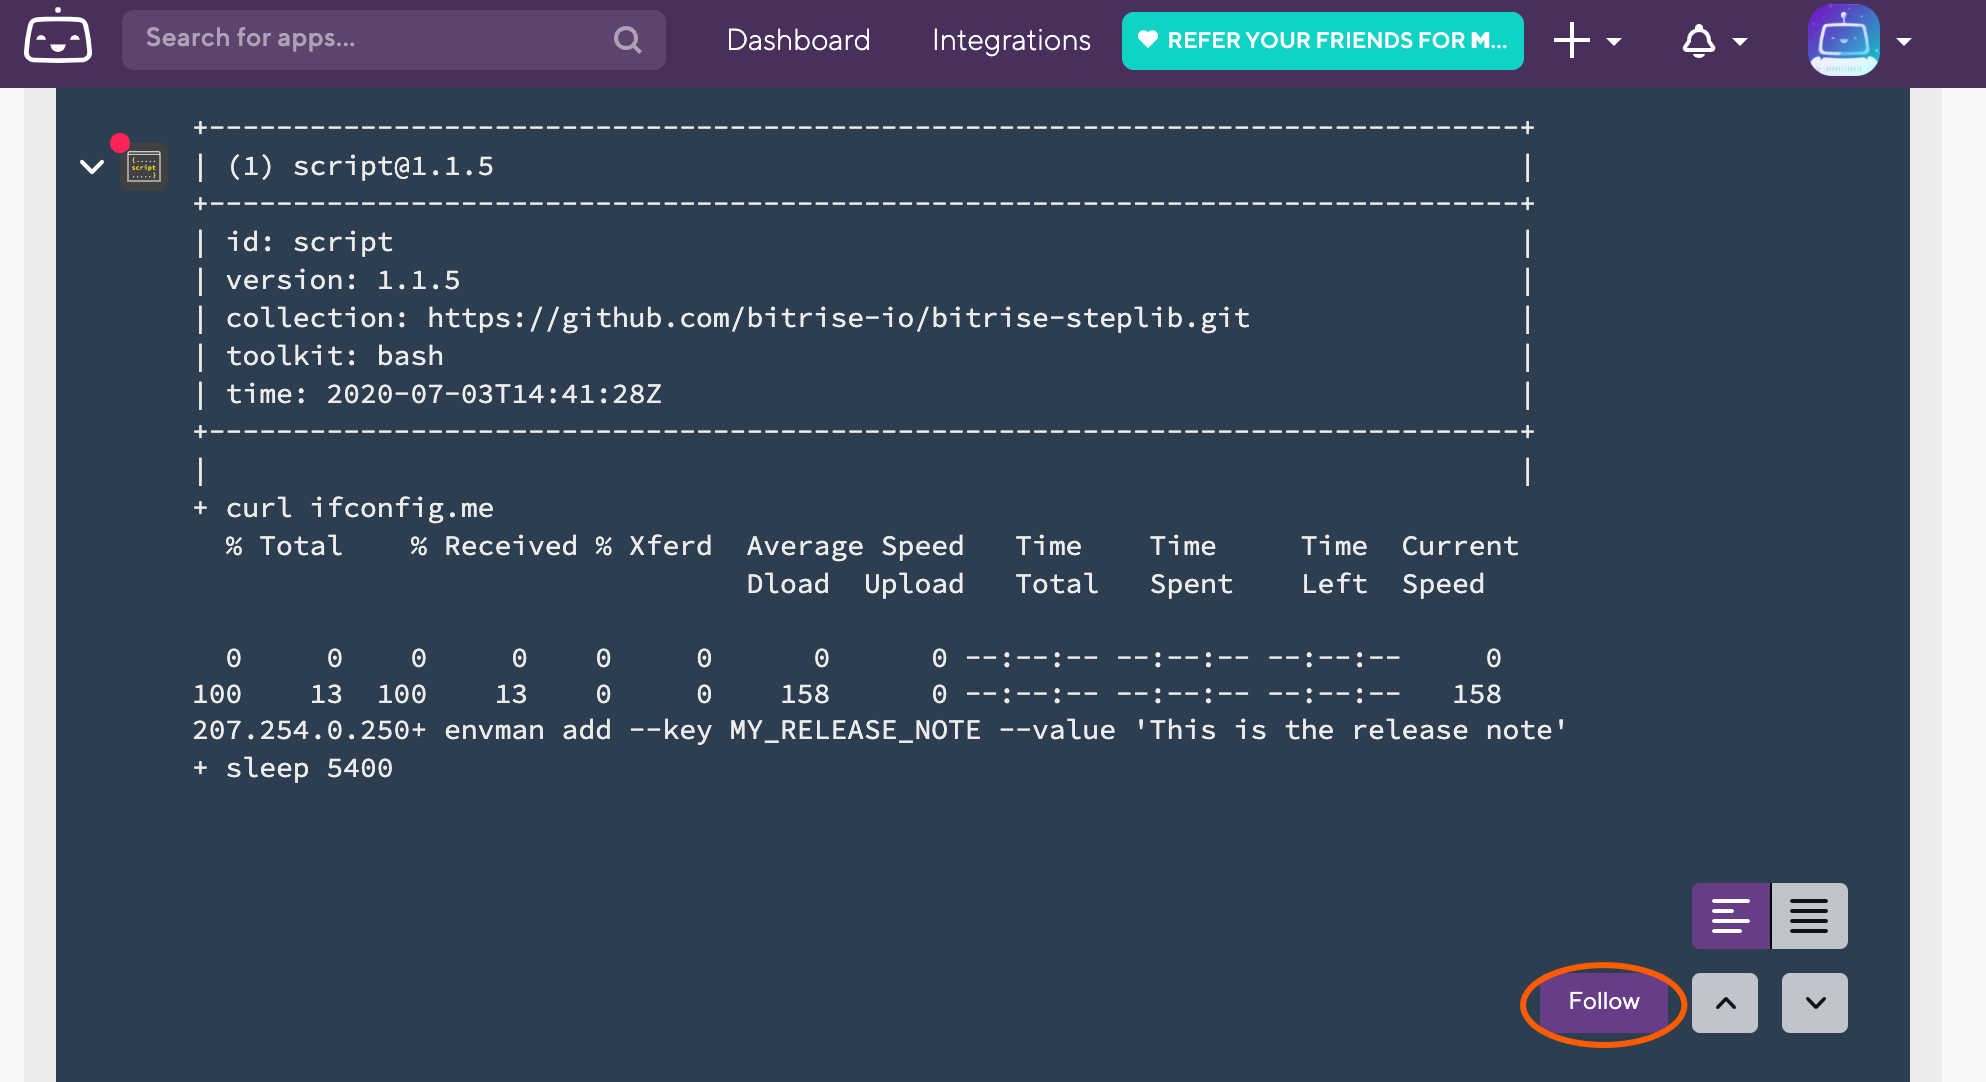 Search for apps...
Dashboard
Integrations
REFER YOUR FRIENDS FOR M...
+------------------------------------------------------------------------------+
| (1) script@1.1.5                                                             |
+------------------------------------------------------------------------------+
| id: script                                                                   |
| version: 1.1.5                                                               |
| collection: https://github.com/bitrise-io/bitrise-steplib.git                |
| toolkit: bash                                                                |
| time: 2020-07-03T14:41:28Z                                                   |
+------------------------------------------------------------------------------+
|                                                                              |
+ curl ifconfig.me
  % Total    % Received % Xferd  Average Speed   Time    Time     Time  Current
                                 Dload  Upload   Total   Spent    Left  Speed
  0     0    0     0    0     0      0      0 --:--:-- --:--:-- --:--:--     0
100    13  100    13    0     0    158      0 --:--:-- --:--:-- --:--:--   158
207.254.0.250+ envman add --key MY_RELEASE_NOTE --value 'This is the release note'
+ sleep 5400
Follow
{.....
script
.....}